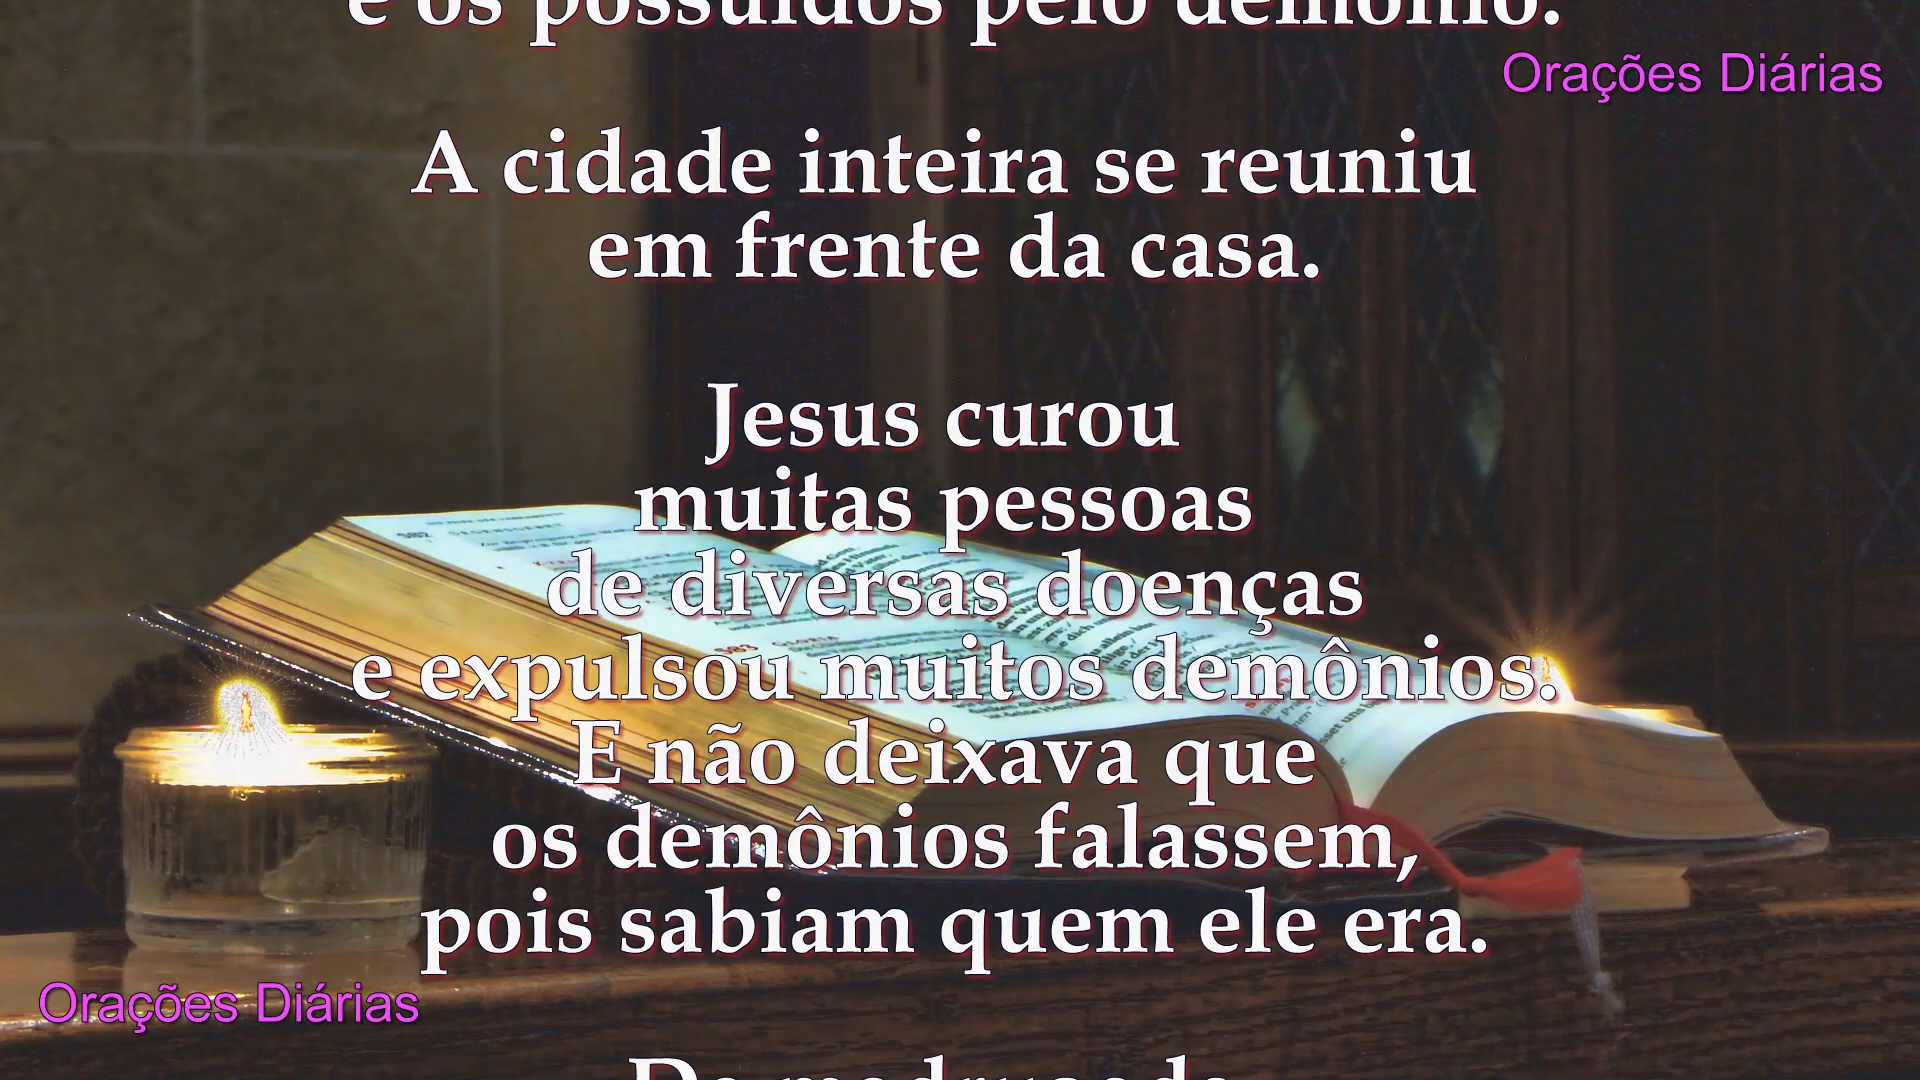 e os possuídos pelo demônio.
Orações Diárias
A cidade inteira se reuniu
em frente da casa.
Jesus curou
muitas pessoas
de diversas doenças
e expulsou muitos demônios.
E não deixava que
os demônios falassem,
pois sabiam quem ele era.
Orações Diárias
De madrugada